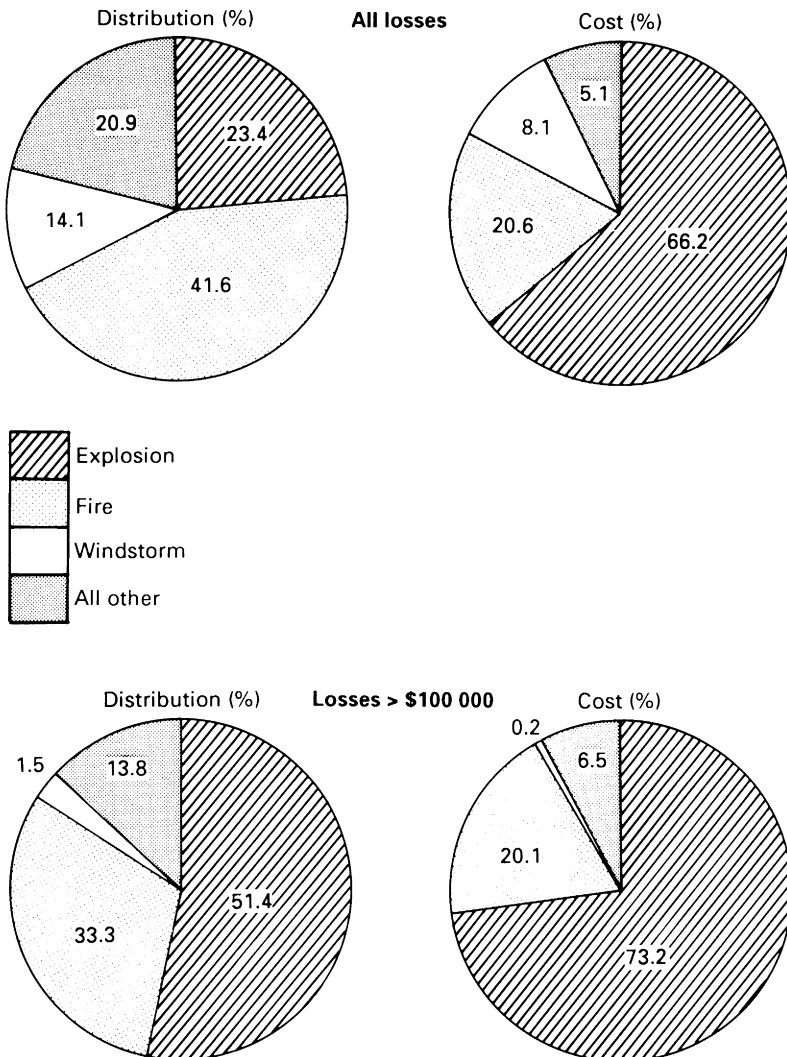 Distribution (%) All losses Cost (%)
20.9 23.4 5.1
8.1
14.1 20.6 66.2
41.6
Explosion
Fire
Windstorm
All other
Distribution (%) Losses > $100 000 Cost (%)
1.5 13.8 0.2 6.5
33.3 51.4 20.1
73.2